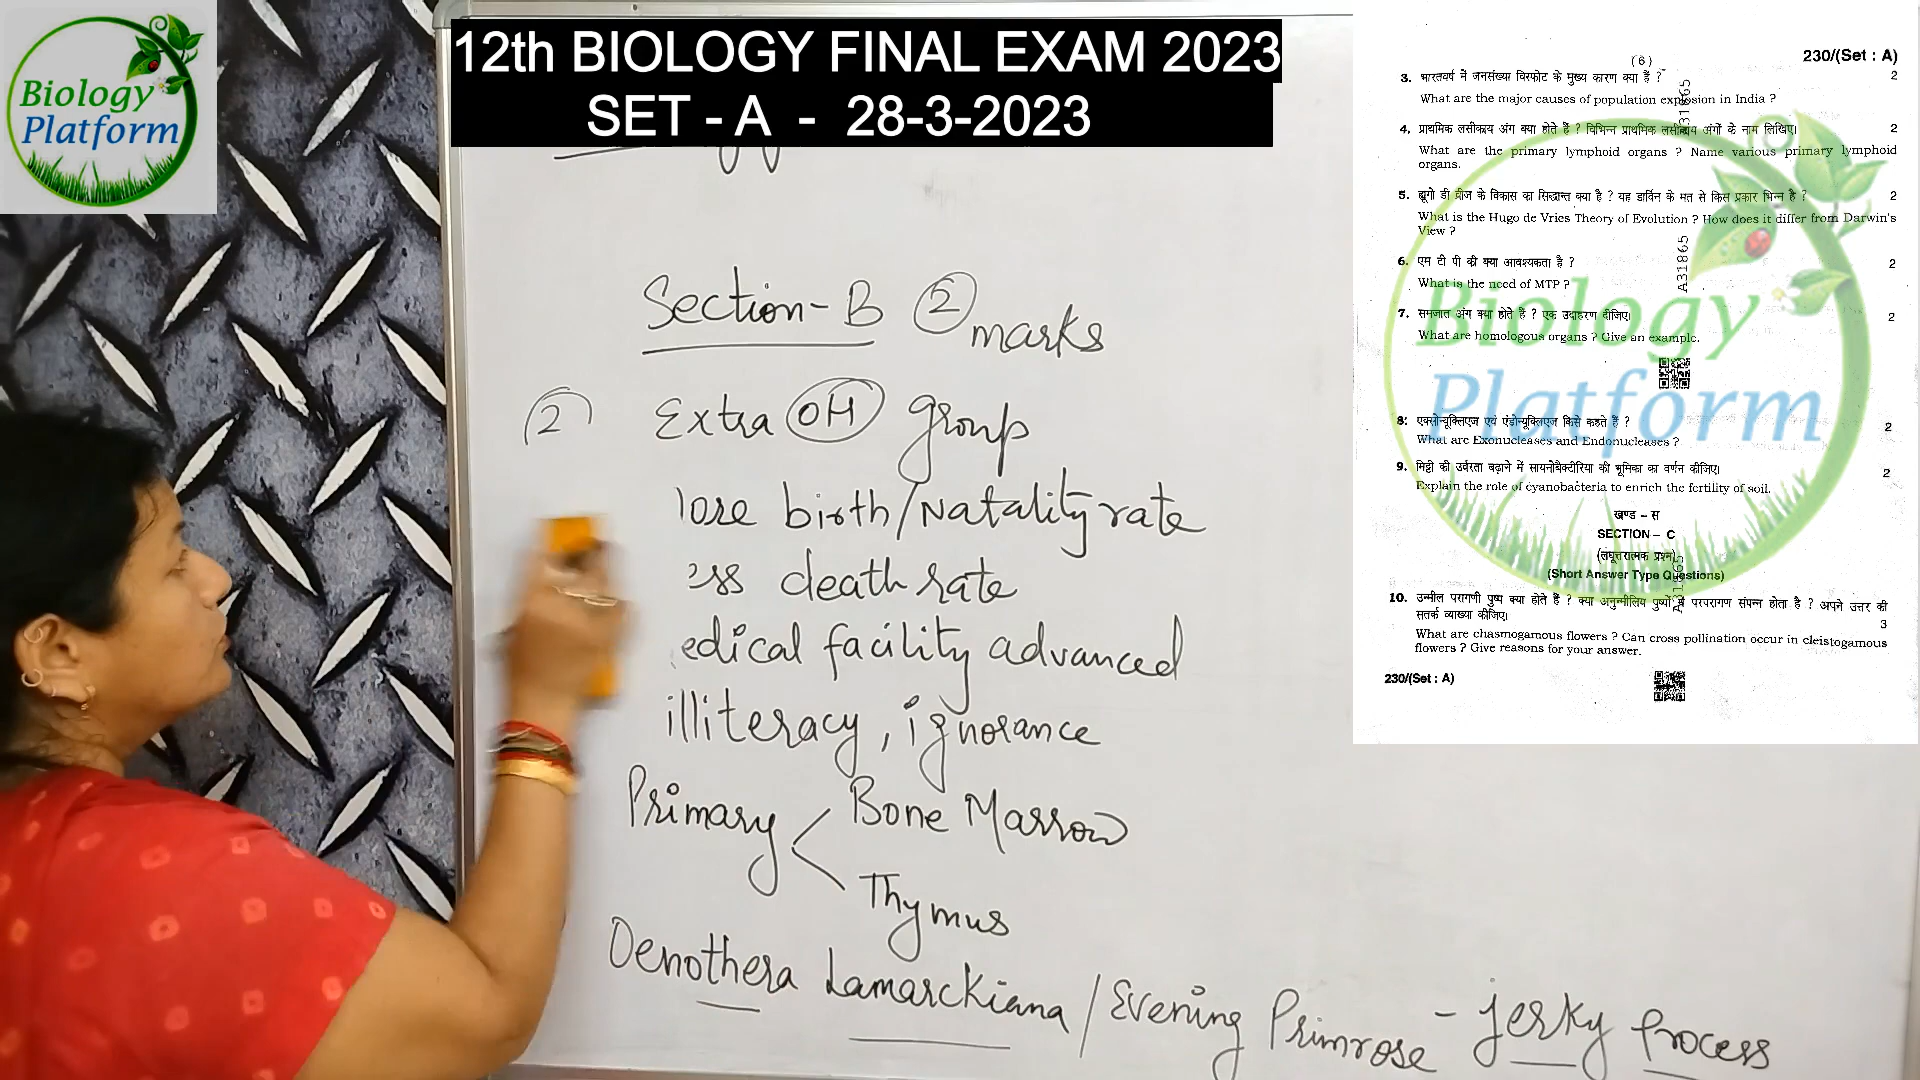 Biology
Platform
12th BIOLOGY FINAL EXAM 2023
SET - A - 28-3-2023
Section-B ② marks
② Extra OH group
ore birth/Natality rate
ss death rate
edical facility advanced
illiteracy, ignorance
Primary < Bone Marrow
Thymus
Oenothera Lamarckiana / Evening Primrose - jerky process
(6) 230/(Set : A)
3. भारतवर्ष में जनसंख्या विस्फोट के मुख्य कारण क्या हैं ? 2
What are the major causes of population explosion in India ?
4. प्राथमिक लसीकाय अंग क्या होते हैं ? विभिन्न प्राथमिक लसीकाय अंगों के नाम लिखिए। 2
What are the primary lymphoid organs ? Name various primary lymphoid
organs.
5. ह्यूगो डी व्रीज के विकास का सिद्धान्त क्या है ? यह डार्विन के मत से किस प्रकार भिन्न है ? 2
What is the Hugo de Vries Theory of Evolution ? How does it differ from Darwin's
View ?
6. एम टी पी की क्या आवश्यकता है ? 2
What is the need of MTP ?
7. समजात अंग क्या होते हैं ? एक उदाहरण दीजिए। 2
What are homologous organs ? Give an example.
8. एक्सोन्यूक्लिएज एवं एंडोन्यूक्लिएज किसे कहते हैं ? 2
What are Exonucleases and Endonucleases ?
9. मिट्टी की उर्वरता बढ़ाने में सायनोबैक्टीरिया की भूमिका का वर्णन कीजिए। 2
Explain the role of cyanobacteria to enrich the fertility of soil.
खण्ड – स
SECTION – C
(लघूत्तरात्मक प्रश्न)
(Short Answer Type Questions)
10. उन्मील परागणी पुष्प क्या होते हैं ? क्या अनुन्मीलिय पुष्पों में परपरागण संपन्न होता है ? अपने उत्तर की
सतर्क व्याख्या कीजिए। 3
What are chasmogamous flowers ? Can cross pollination occur in cleistogamous
flowers ? Give reasons for your answer.
230/(Set : A)
A31865
A31865
Biology
Platform